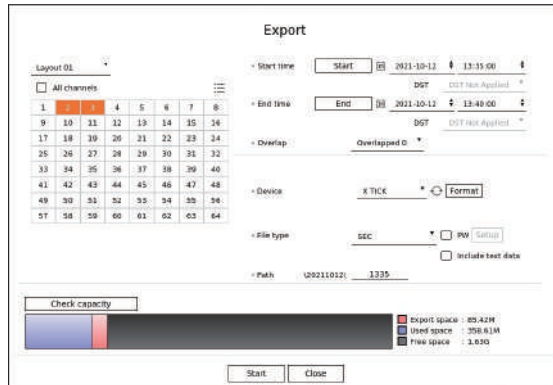 Export
Layout 01
All channels
1 2 3 4 5 6 7 8
9 10 11 12 13 14 15 16
17 18 19 20 21 22 23 24
25 26 27 28 29 30 31 32
33 34 35 36 37 38 39 40
41 42 43 44 45 46 47 48
49 50 51 52 53 54 55 56
57 58 59 60 61 62 63 64
Start time Start 2021-10-12 13:35:00
DST DST Not Applied
End time End 2021-10-12 13:40:00
DST DST Not Applied
Overlap Overlapped 0
Device X TICK Format
File type SEC PW Setup
Include text data
Path \20211012\ 1335
Check capacity
Export space : 85.42M
Used space : 358.61M
Free space : 1.63G
Start Close